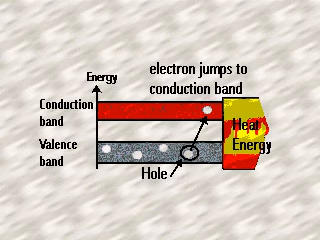 electron jumps to
conduction band
Energy
Conduction
band
Heat
Energy
Valence
band
Hole